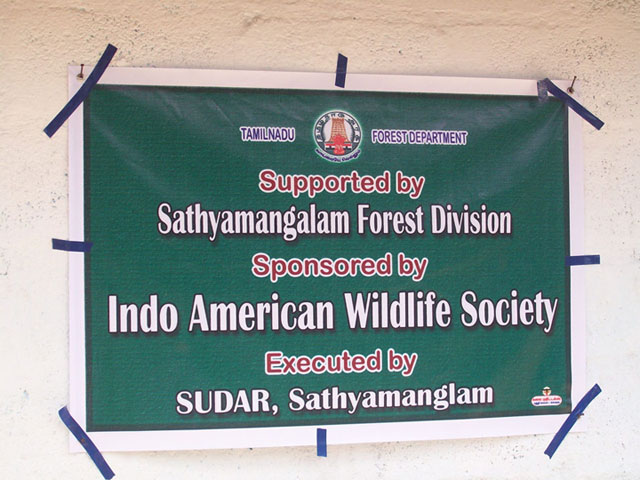 TAMILNADU FOREST DEPARTMENT
Supported by
Sathyamangalam Forest Division
Sponsored by
Indo American Wildlife Society
Executed by
SUDAR, Sathyamanglam